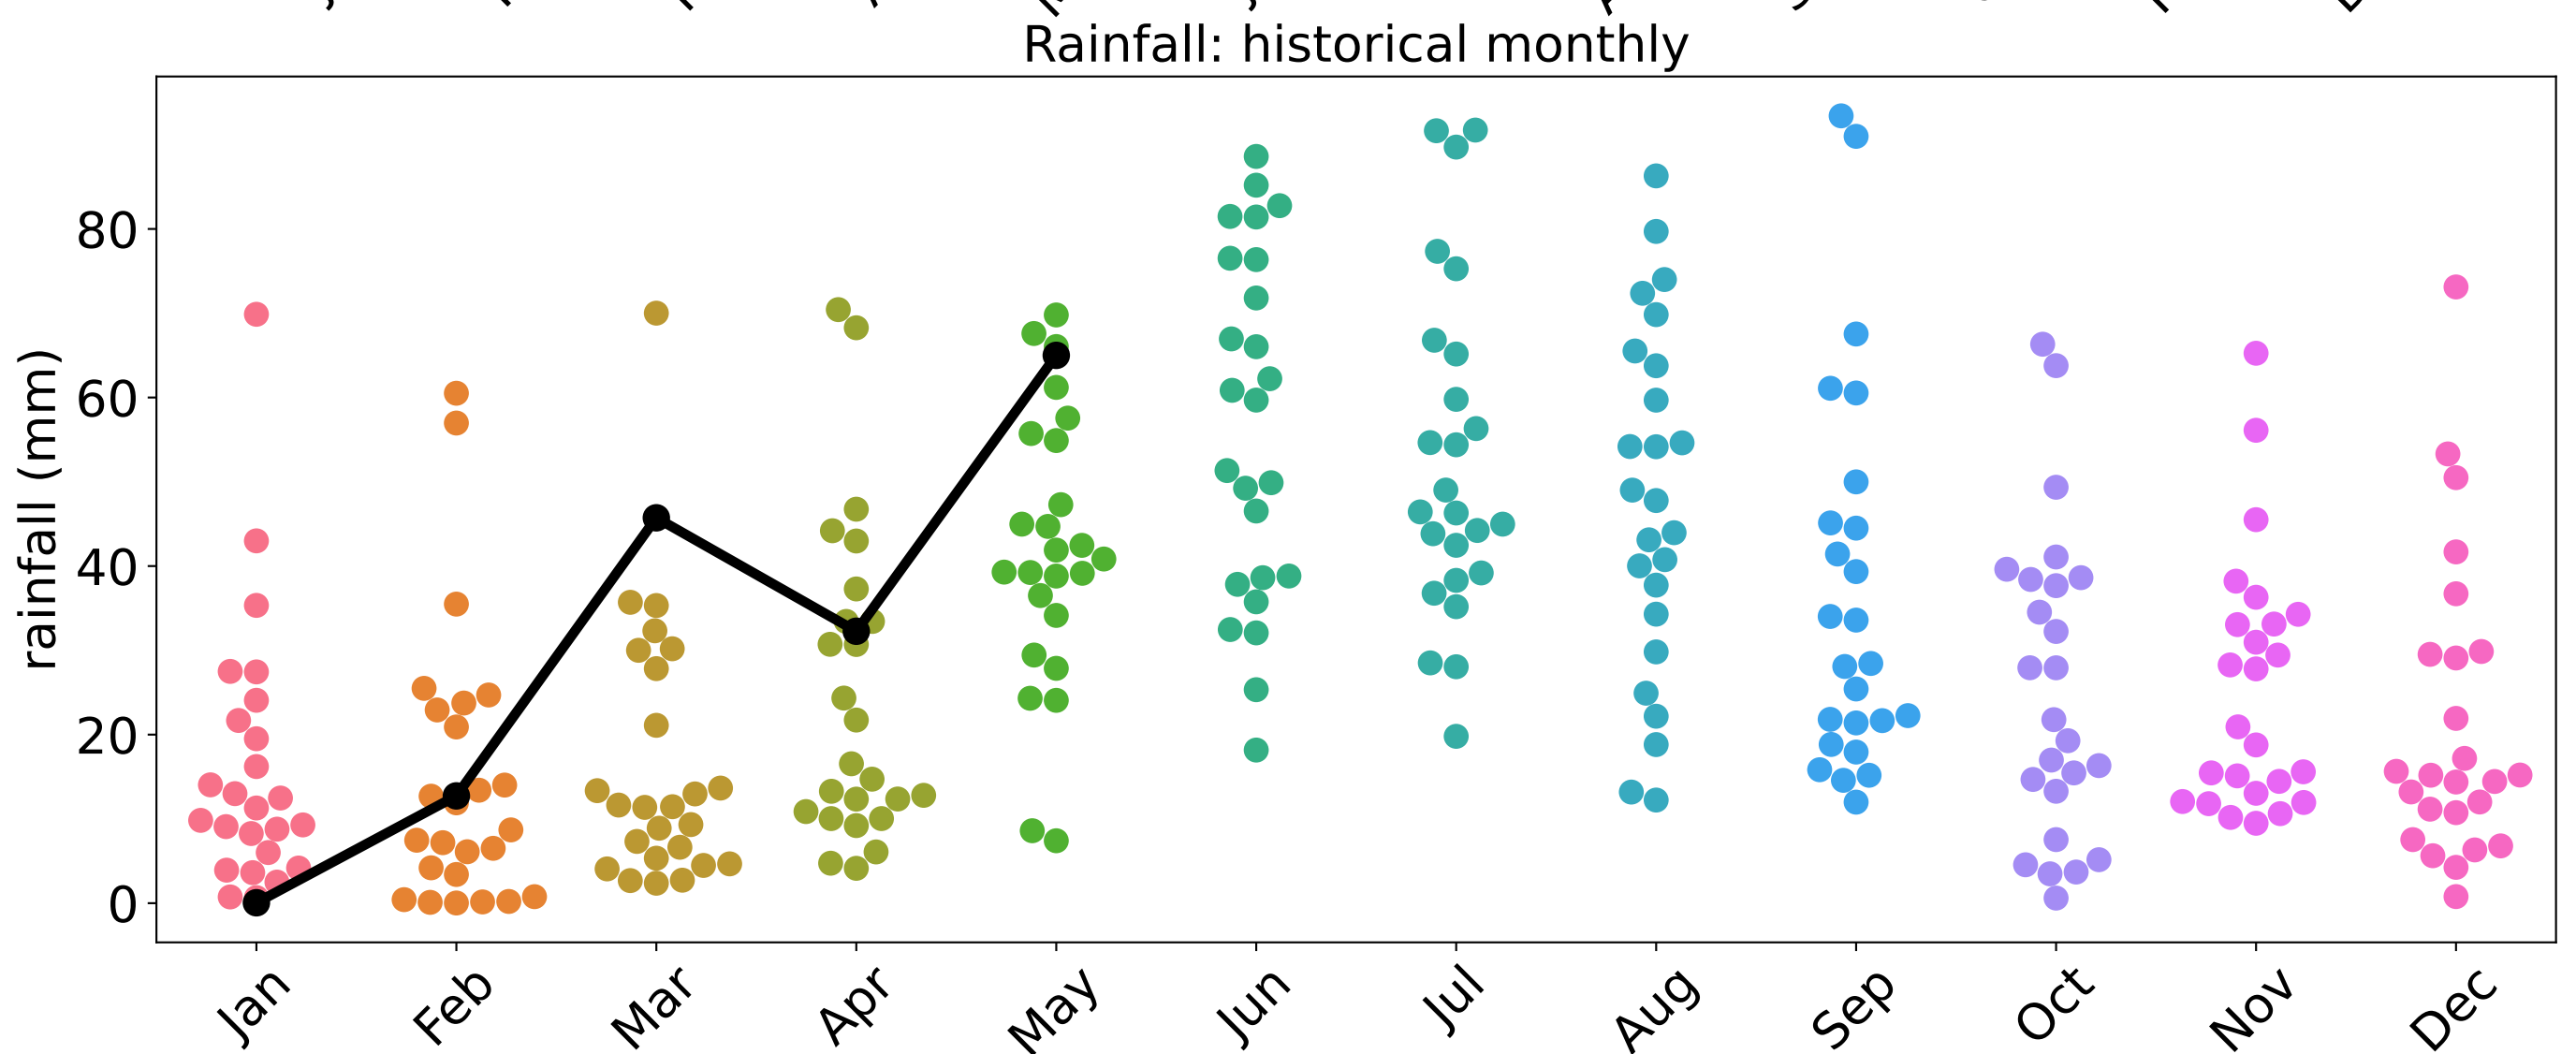 Rainfall: historical monthly
rainfall (mm)
80
60
40
20
0
Jan
Feb
Mar
Apr
May
Jun
Jul
Aug
Sep
Oct
Nov
Dec